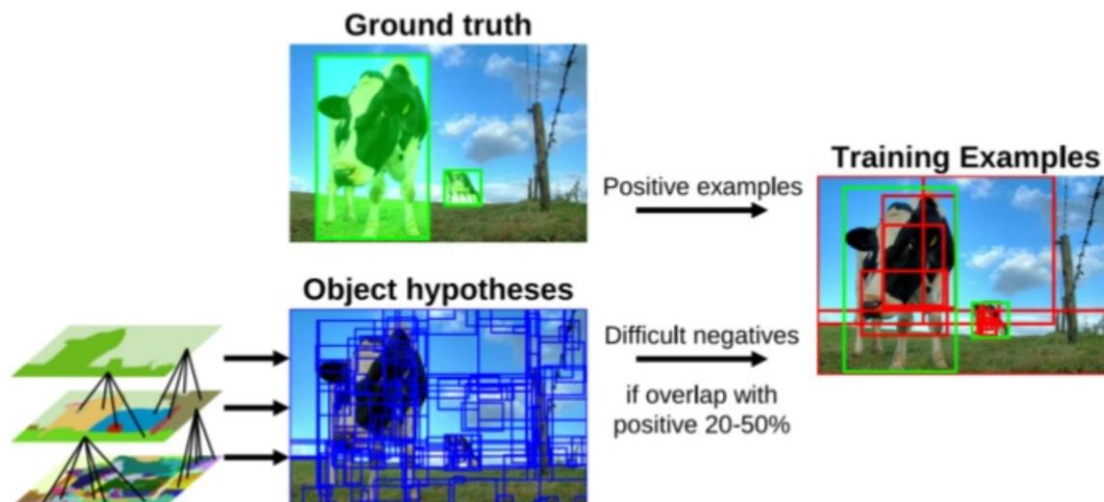 Ground truth
Positive examples
Training Examples
Object hypotheses
Difficult negatives
if overlap with
positive 20-50%